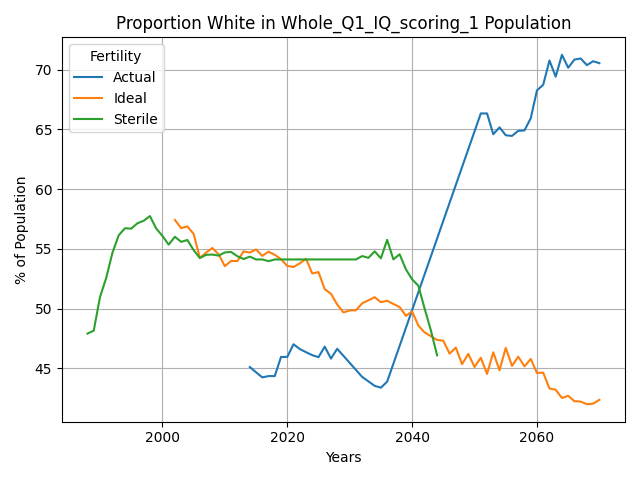 Proportion White in Whole_Q1_IQ_scoring_1 Population
Fertility
Actual
Ideal
Sterile
% of Population
70
65
60
55
50
45
2000
2020
2040
2060
Years